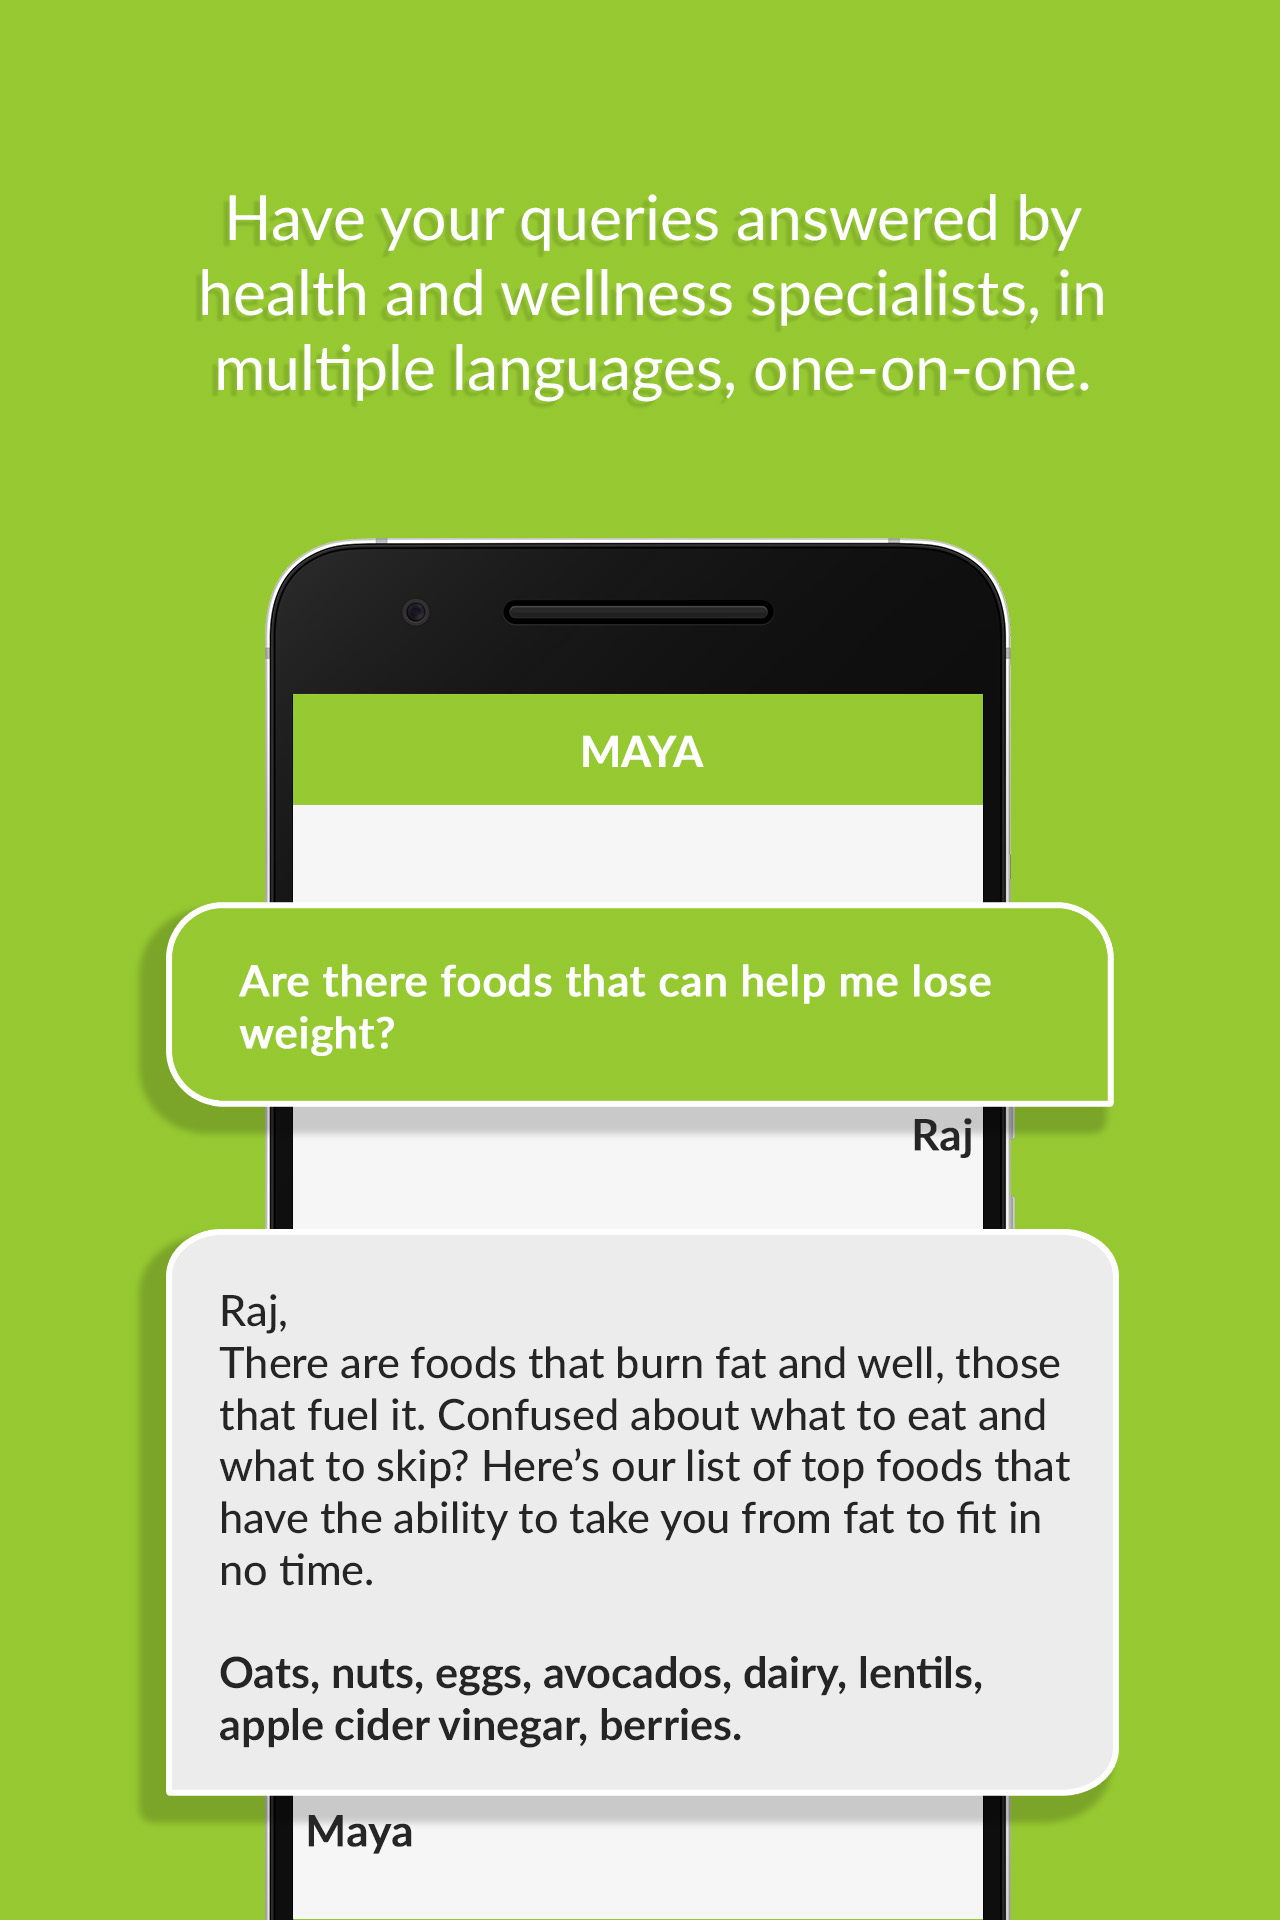 Have your queries answered by
health and wellness specialists, in
multiple languages, one-on-one.
MAYA
Are there foods that can help me lose
weight?
Raj
Raj,
There are foods that burn fat and well, those
that fuel it. Confused about what to eat and
what to skip? Here’s our list of top foods that
have the ability to take you from fat to fit in
no time.
Oats, nuts, eggs, avocados, dairy, lentils,
apple cider vinegar, berries.
Maya